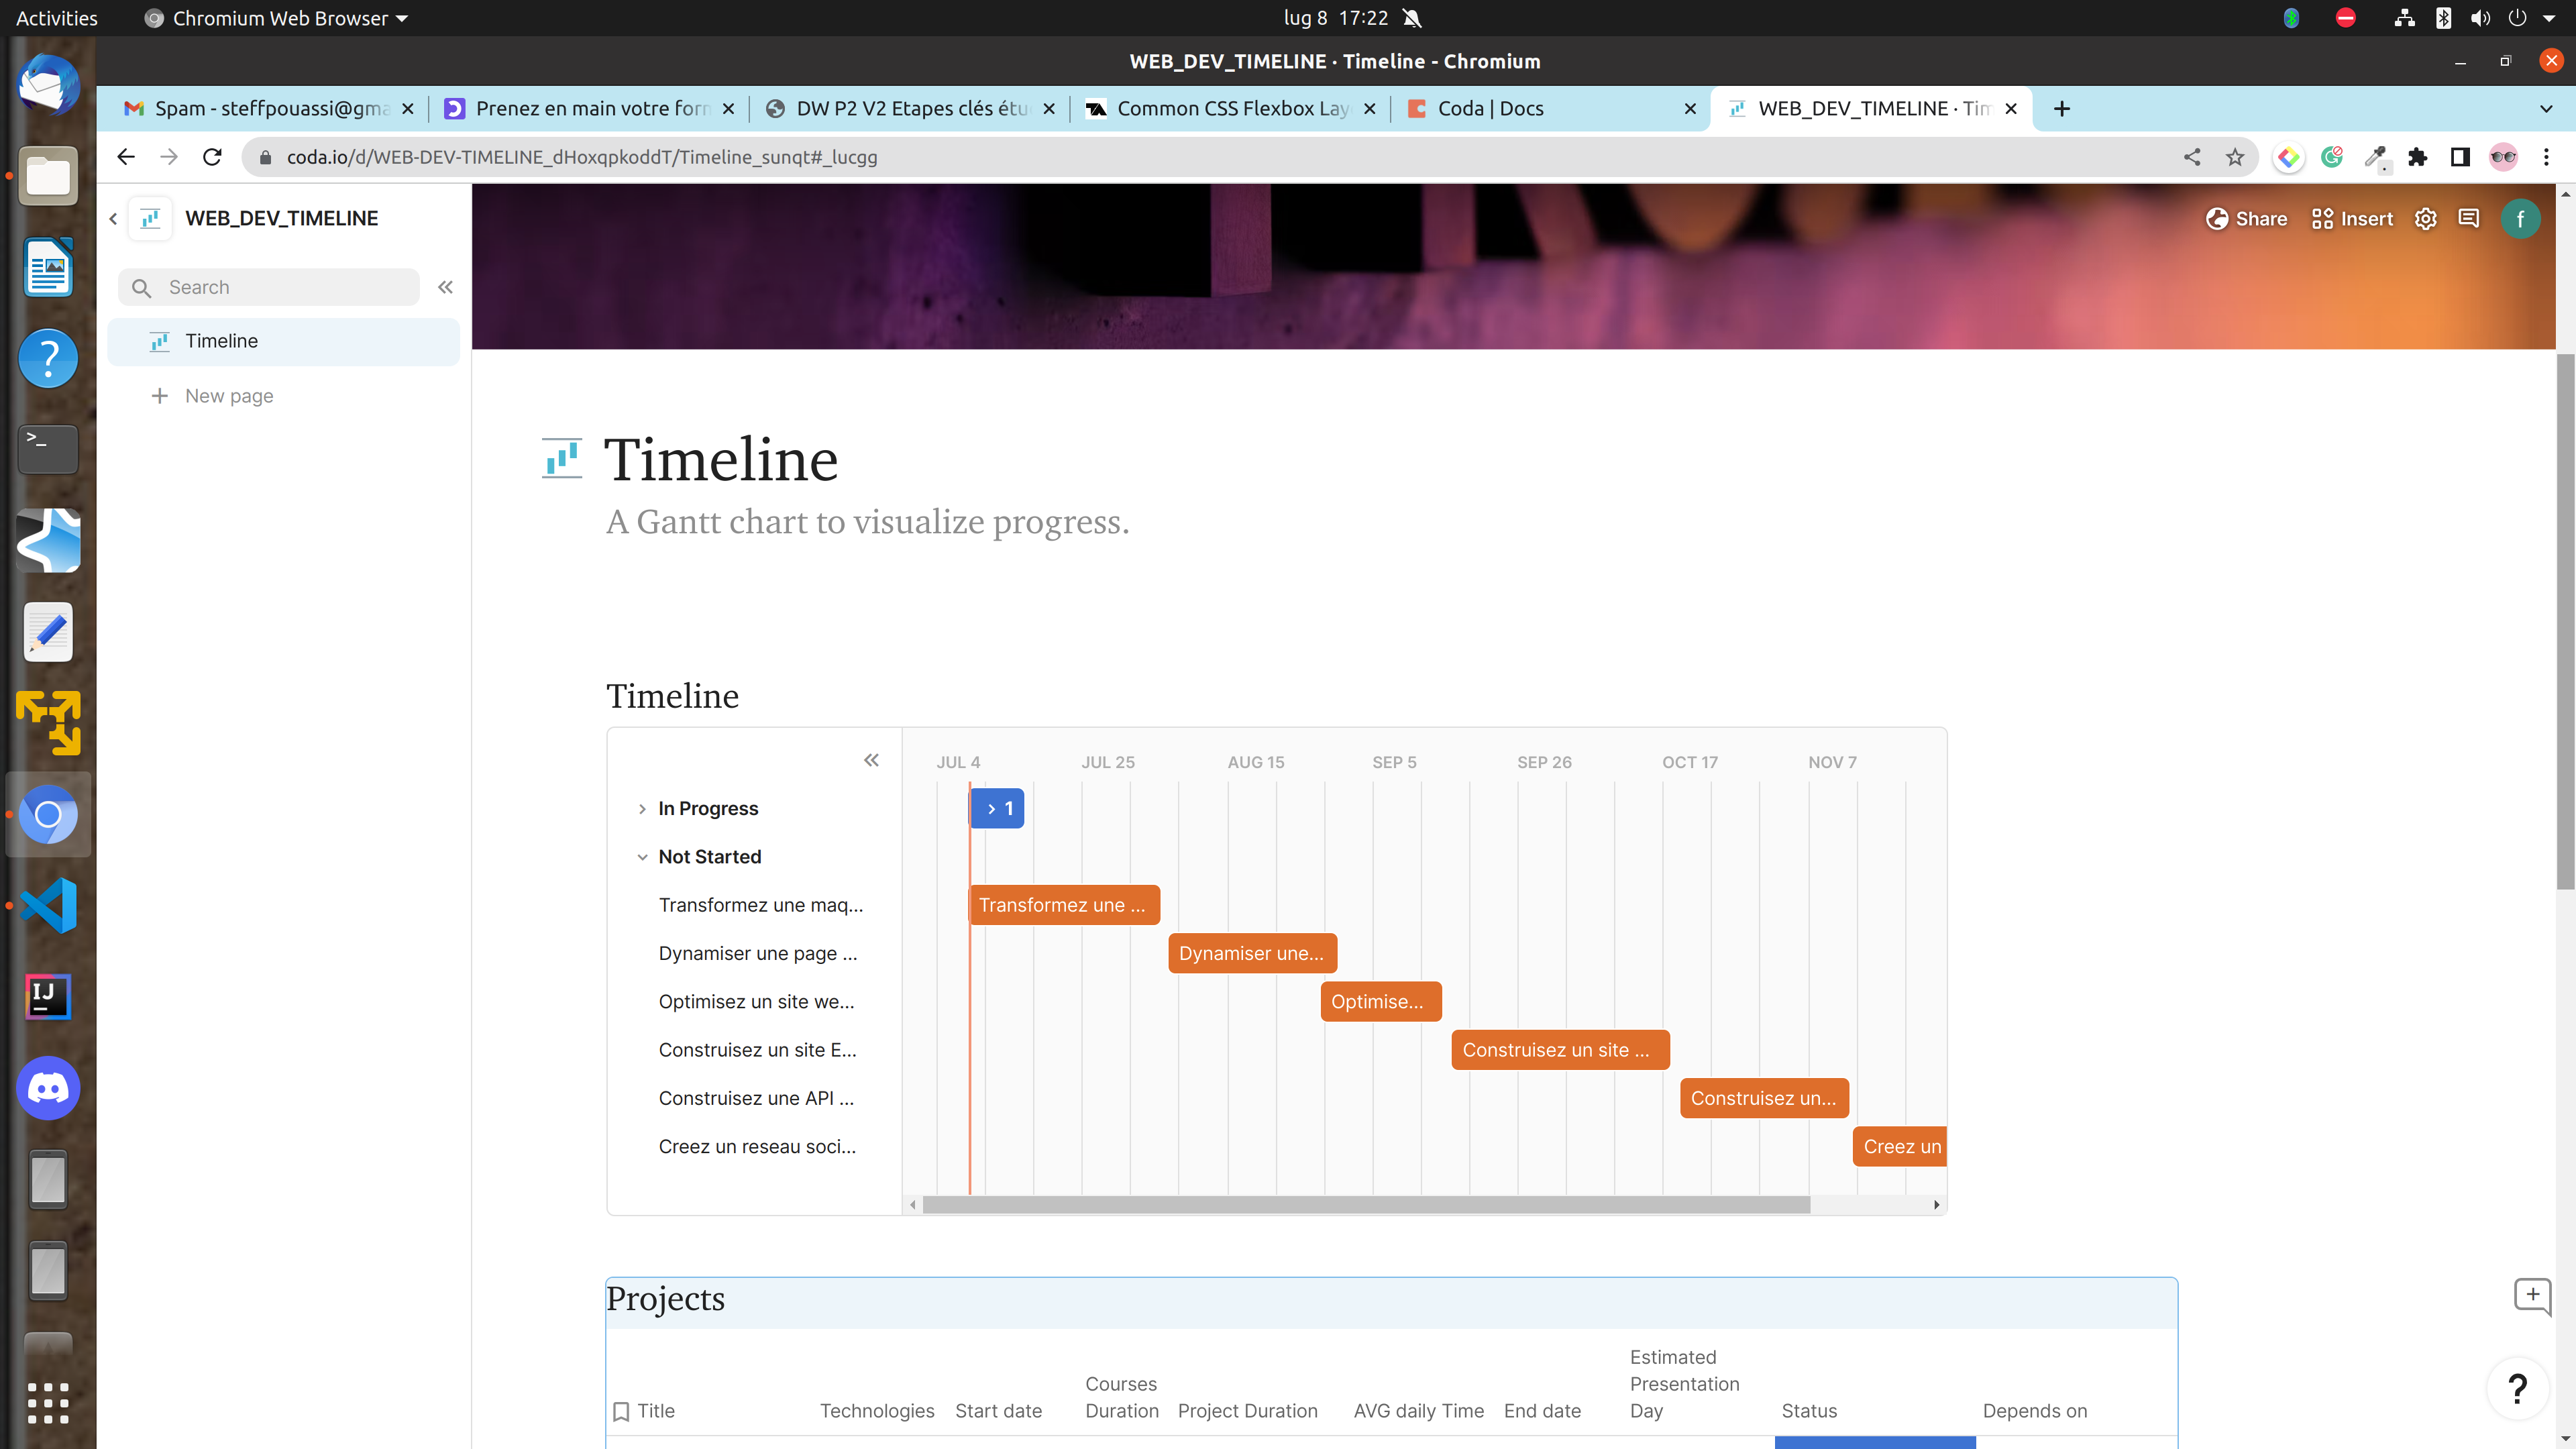 Activities
Chromium Web Browser
lug 8 17:22
WEB_DEV_TIMELINE · Timeline - Chromium
Spam - steffpouassi@gma
Prenez en main votre forn
DW P2 V2 Etapes clés étu
Common CSS Flexbox Lay
Coda | Docs
WEB_DEV_TIMELINE · Tim
coda.io/d/WEB-DEV-TIMELINE_dHoxqpkoddT/Timeline_sunqt#_lucgg
WEB_DEV_TIMELINE
Share
Insert
f
Search
Timeline
New page
Timeline
A Gantt chart to visualize progress.
Timeline
JUL 4 JUL 25 AUG 15 SEP 5 SEP 26 OCT 17 NOV 7
In Progress 1
Not Started
Transformez une maq... Transformez une ...
Dynamiser une page ... Dynamiser une...
Optimisez un site we... Optimise...
Construisez un site E... Construisez un site ...
Construisez une API ... Construisez un...
Creez un reseau soci... Creez un
IJ
Projects
Title
Technologies
Start date
Courses
Duration
Project Duration
AVG daily Time
End date
Estimated
Presentation
Day
Status
Depends on
?